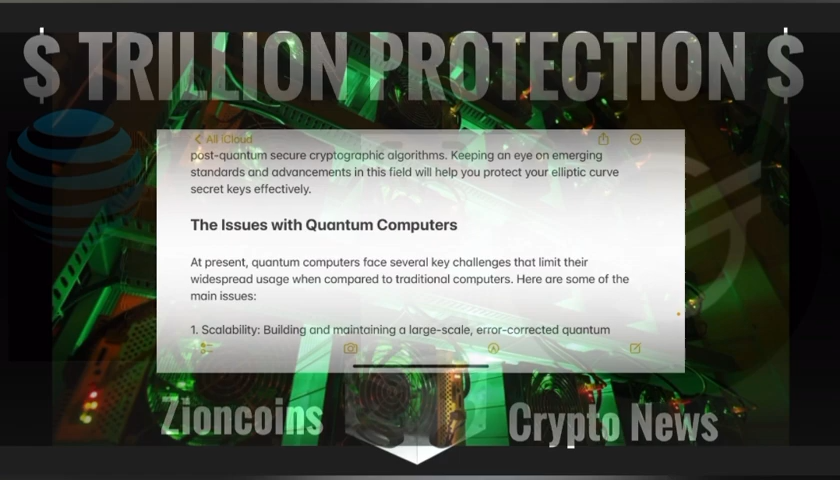 $ TRILLION PROTECTION $
All iCloud
post-quantum secure cryptographic algorithms. Keeping an eye on emerging
standards and advancements in this field will help you protect your elliptic curve
secret keys effectively.
The Issues with Quantum Computers
At present, quantum computers face several key challenges that limit their
widespread usage when compared to traditional computers. Here are some of the
main issues:
1. Scalability: Building and maintaining a large-scale, error-corrected quantum
Zioncoins
Crypto News